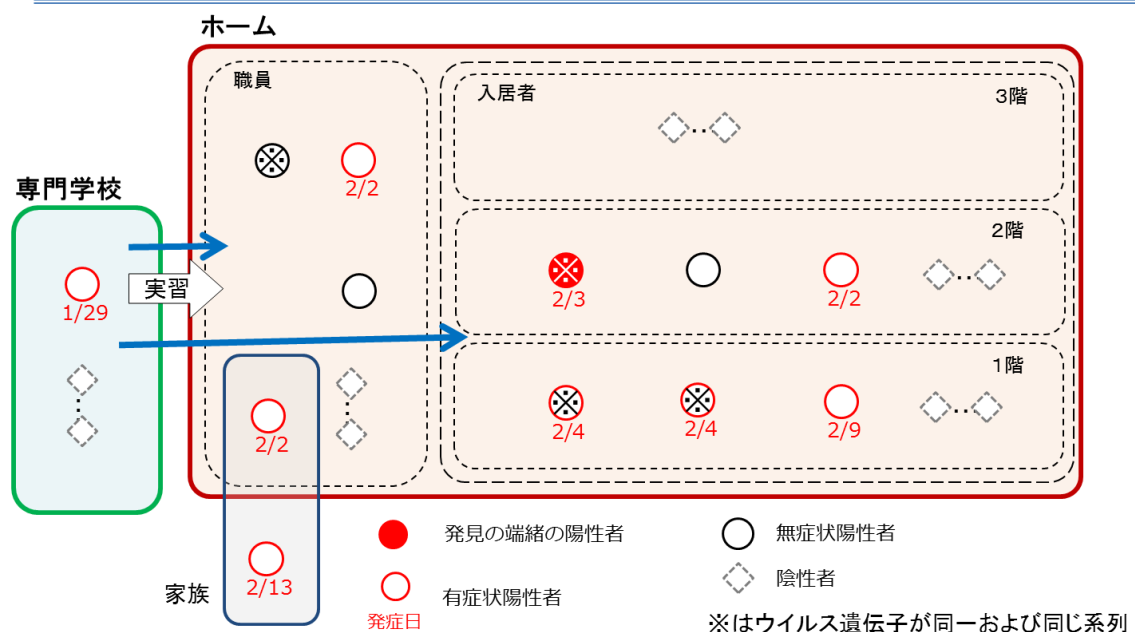 ホーム
職員
入居者
3階
※
2/2
専門学校
2階
1/29
実習
※
2/3
2/2
1階
2/2
※
2/4
※
2/4
2/9
家族
2/13
発見の端緒の陽性者
無症状陽性者
有症状陽性者
陰性者
発症日
※はウイルス遺伝子が同一および同じ系列